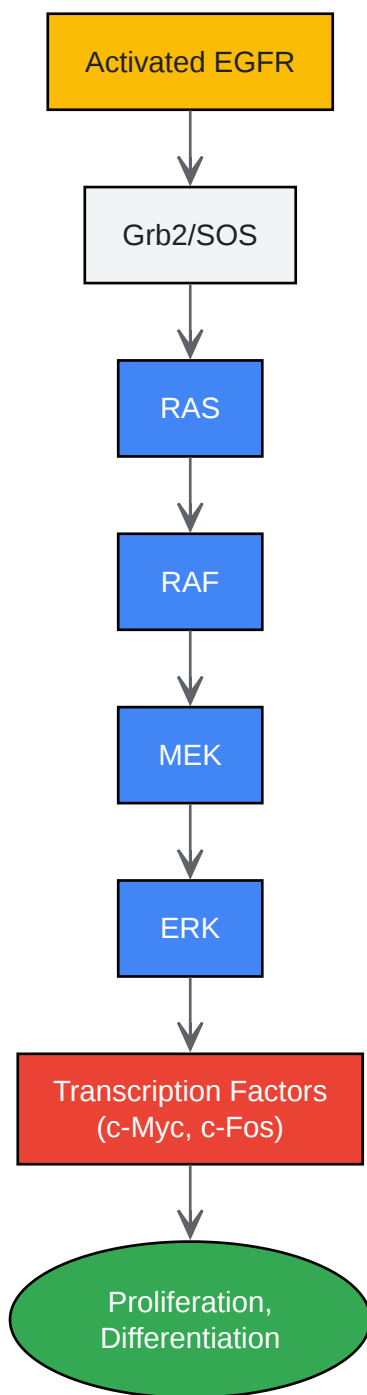 Activated EGFR
Grb2/SOS
RAS
RAF
MEK
ERK
Transcription Factors
(c-Myc, c-Fos)
Proliferation,
Differentiation